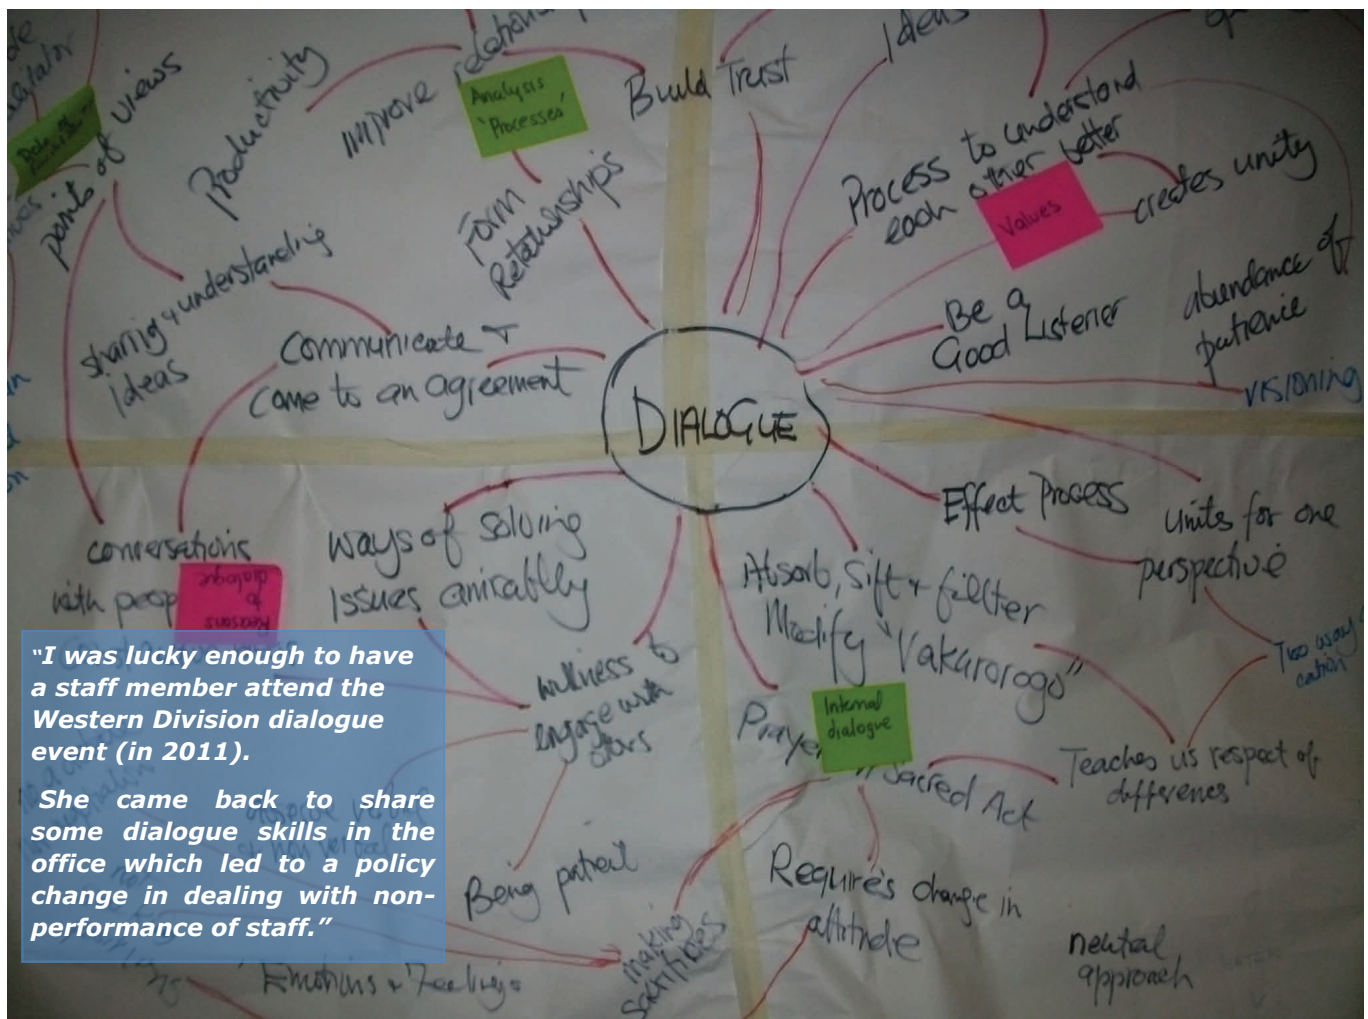 Productivity
improve
Analysis
'Processes'
Build Trust
Ideas
points of views
Form
Retationships
Process to understand
each other better
Values
creates unity
sharing & understanding
ideas
Communicate &
come to an agreement
Be a
Good Listener
abundance of
patience
visioning
DIALOGUE
conversations
with
Reasons
dialogue
ways of solving
issues amicably
Effect Process
units for one
perspective
Absorb, sift & fillter
Modify "Vakurorogo"
Two way
cation
willness to
engage with
Internal
dialogue
Sacred Act
Teaches us respect of
differences
Being patient
making
sacrifices
Requires change in
attitude
neutral
approach
Emotions & Feelings
"I was lucky enough to have
a staff member attend the
Western Division dialogue
event (in 2011).
She came back to share
some dialogue skills in the
office which led to a policy
change in dealing with non-
performance of staff."